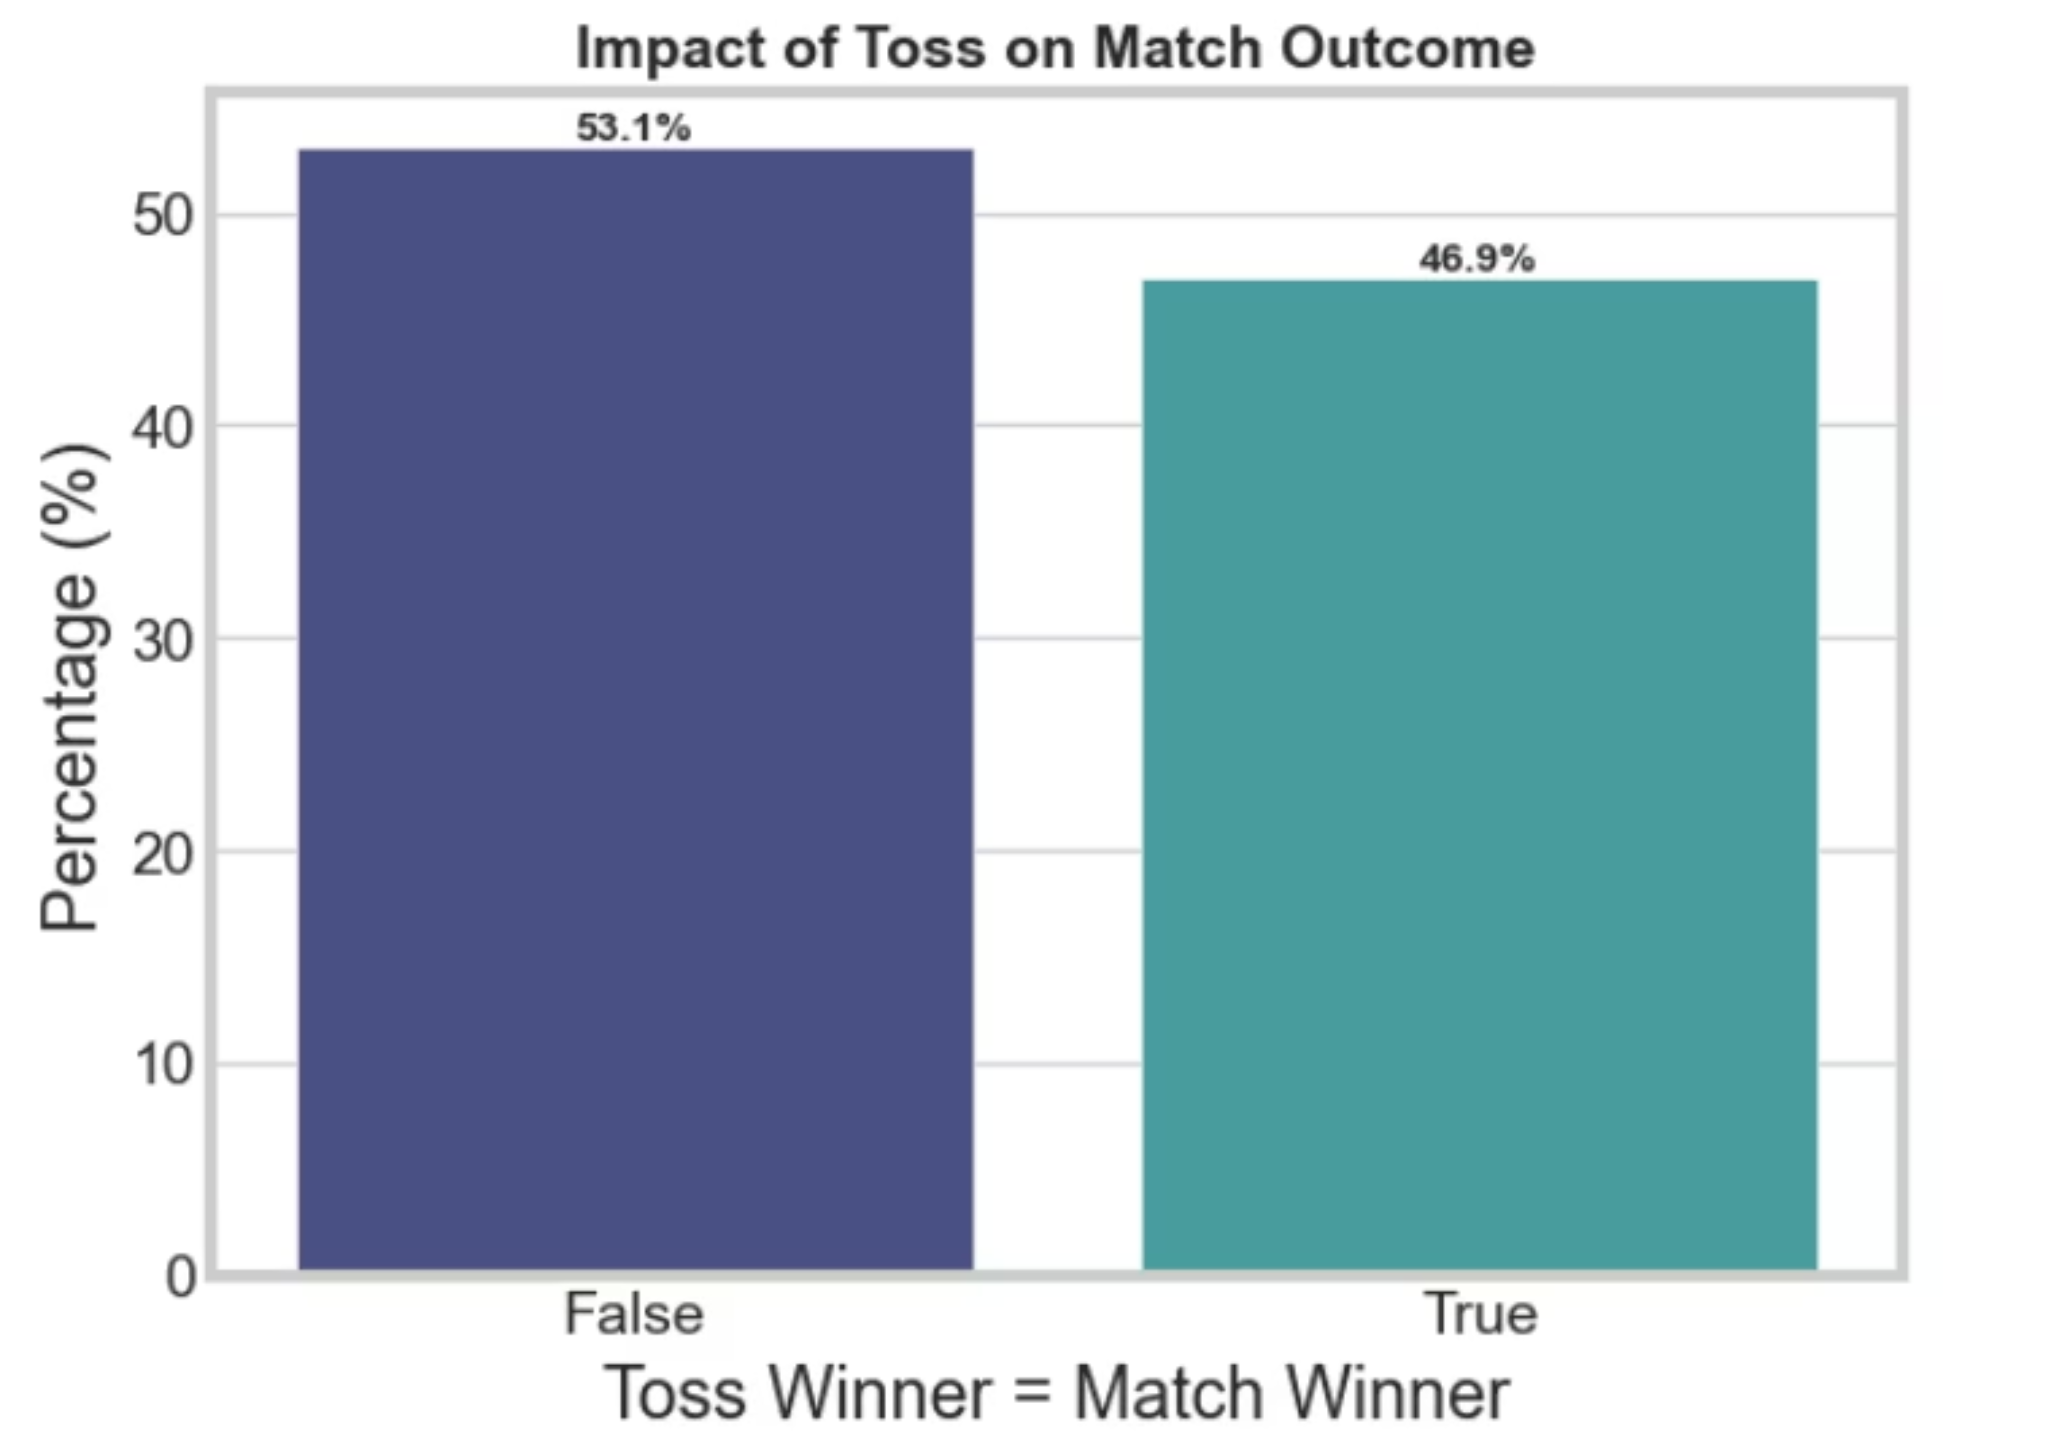 Impact of Toss on Match Outcome
53.1%
46.9%
50
40
30
20
10
0
Percentage (%)
False
True
Toss Winner = Match Winner